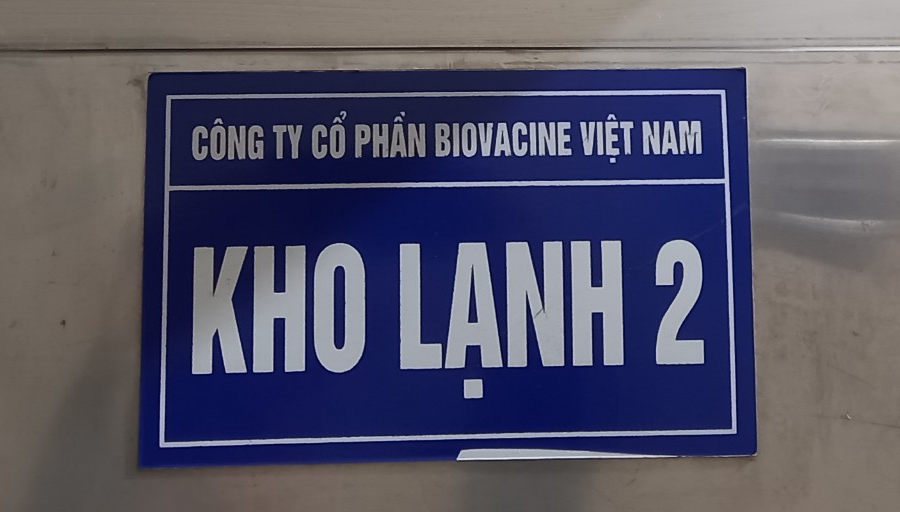 CÔNG TY CỔ PHẦN BIOVACINE VIỆT NAM
KHO LẠNH 2